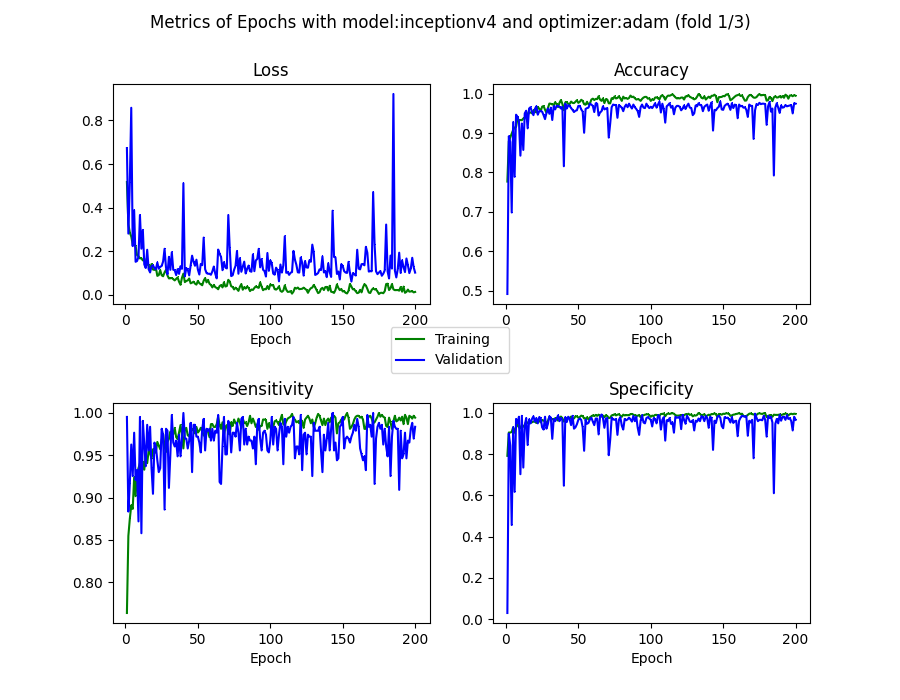 Metrics of Epochs with model:inceptionv4 and optimizer:adam (fold 1/3)
Loss
0.8
0.6
0.4
0.2
0.0
0 50 100 150 200
Epoch
Accuracy
1.0
0.9
0.8
0.7
0.6
0.5
0 50 100 150 200
Epoch
Training
Validation
Sensitivity
1.00
0.95
0.90
0.85
0.80
0 50 100 150 200
Epoch
Specificity
1.0
0.8
0.6
0.4
0.2
0.0
0 50 100 150 200
Epoch